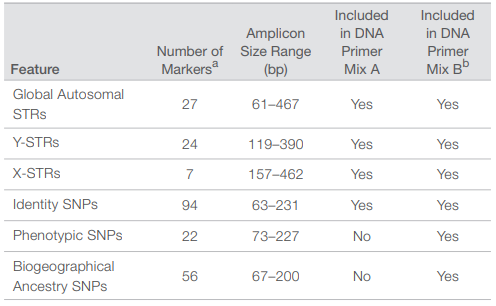 Feature Number of Markersa Amplicon Size Range (bp) Included in DNA Primer Mix A Included in DNA Primer Mix Bb
Global Autosomal STRs 27 61–467 Yes Yes
Y-STRs 24 119–390 Yes Yes
X-STRs 7 157–462 Yes Yes
Identity SNPs 94 63–231 Yes Yes
Phenotypic SNPs 22 73–227 No Yes
Biogeographical Ancestry SNPs 56 67–200 No Yes